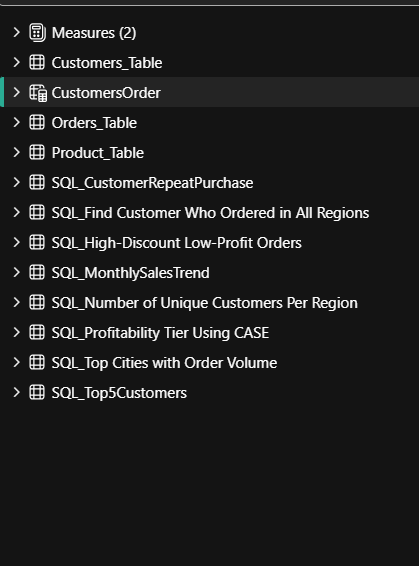 Measures (2)
Customers_Table
CustomersOrder
Orders_Table
Product_Table
SQL_CustomerRepeatPurchase
SQL_Find Customer Who Ordered in All Regions
SQL_High-Discount Low-Profit Orders
SQL_MonthlySalesTrend
SQL_Number of Unique Customers Per Region
SQL_Profitability Tier Using CASE
SQL_Top Cities with Order Volume
SQL_Top5Customers